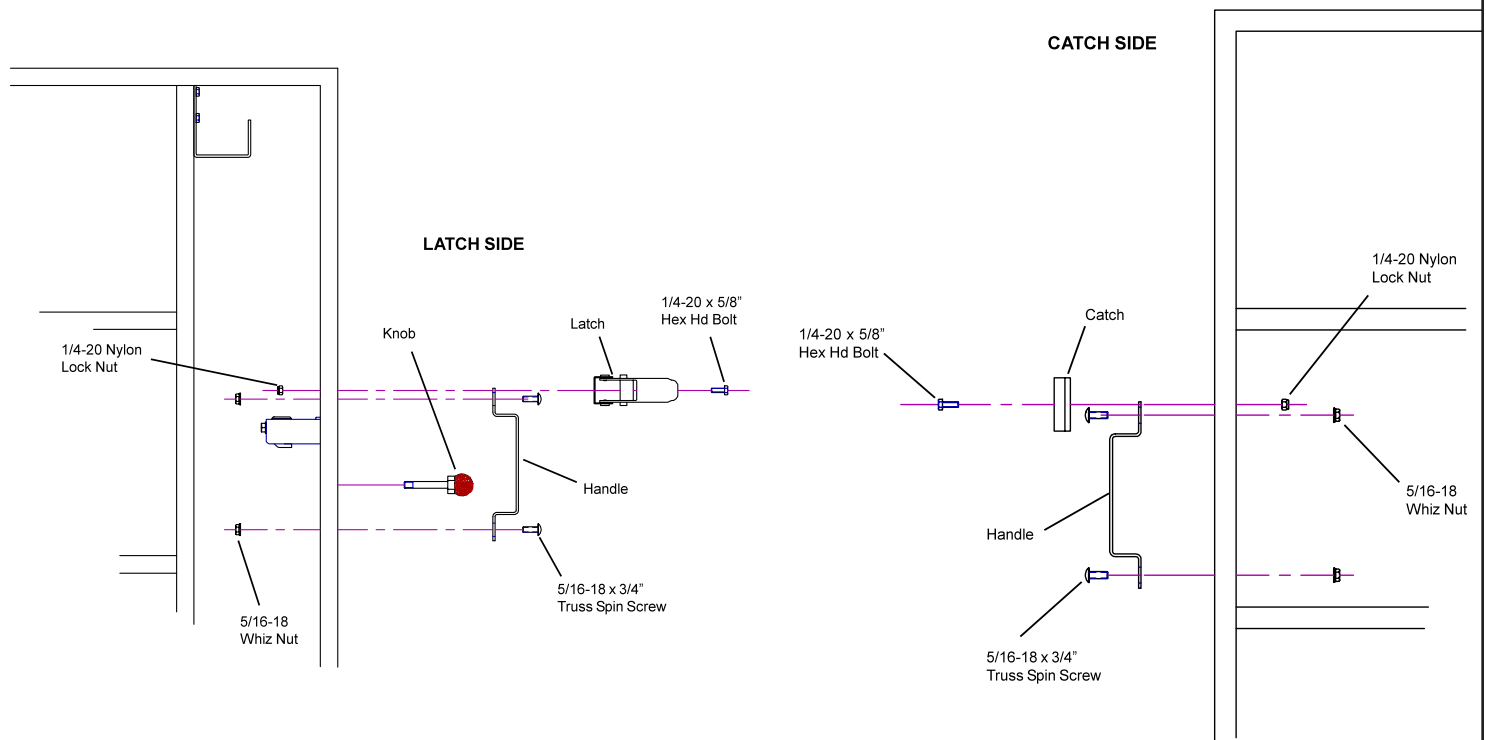 CATCH SIDE
LATCH SIDE
1/4-20 Nylon
Lock Nut
Knob
Latch
1/4-20 x 5/8"
Hex Hd Bolt
Handle
5/16-18 x 3/4"
Truss Spin Screw
5/16-18
Whiz Nut
1/4-20 x 5/8"
Hex Hd Bolt
Catch
1/4-20 Nylon
Lock Nut
5/16-18
Whiz Nut
Handle
5/16-18 x 3/4"
Truss Spin Screw